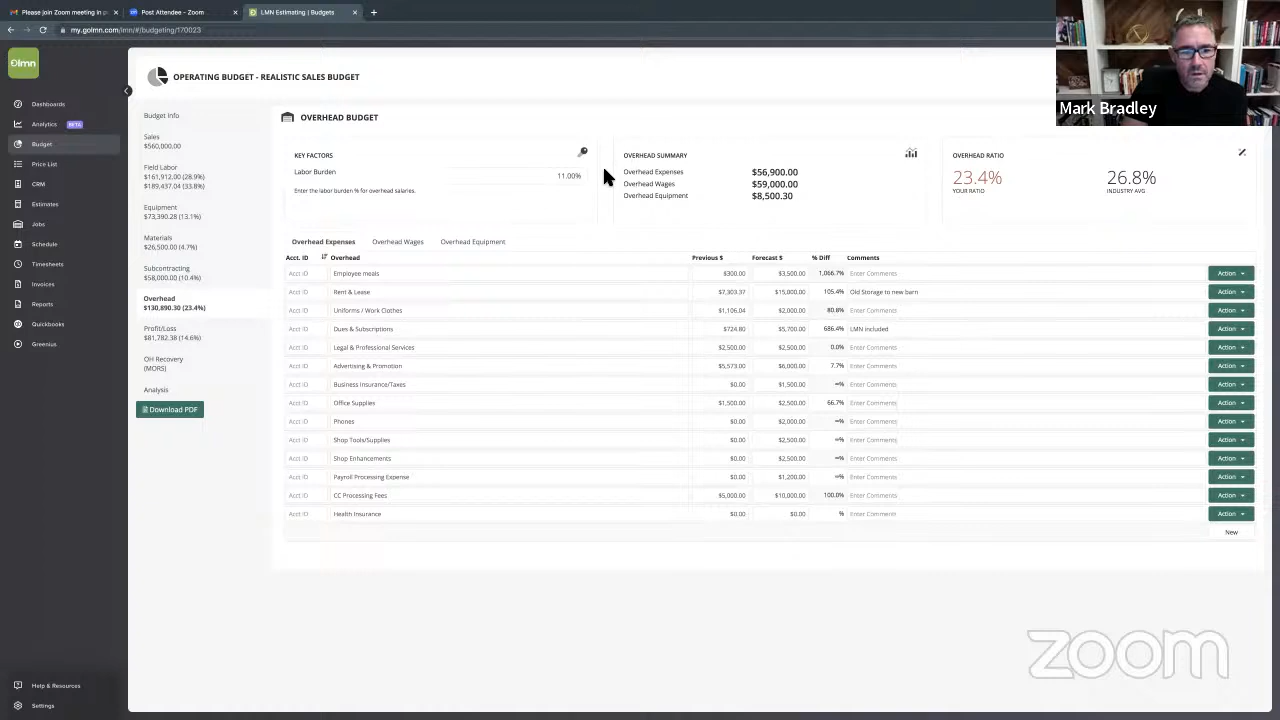 Please join Zoom meeting in p
Post Attendee - Zoom
LMN Estimating | Budgets
my.golmn.com/lmn/#/budgeting/170023
lmn
OPERATING BUDGET - REALISTIC SALES BUDGET
Mark Bradley
Dashboards
Analytics BETA
Budget
Price List
CRM
Estimates
Jobs
Schedule
Timesheets
Invoices
Reports
Quickbooks
Greenius
Help & Resources
Settings
Budget Info
Sales
$560,000.00
Field Labor
$161,912.00 (28.9%)
$189,437.04 (33.8%)
Equipment
$73,390.28 (13.1%)
Materials
$26,500.00 (4.7%)
Subcontracting
$58,000.00 (10.4%)
Overhead
$130,890.30 (23.4%)
Profit/Loss
$81,782.38 (14.6%)
OH Recovery
(MORS)
Analysis
Download PDF
OVERHEAD BUDGET
KEY FACTORS
Labor Burden 11.00%
Enter the labor burden % for overhead salaries.
OVERHEAD SUMMARY
Overhead Expenses $56,900.00
Overhead Wages $59,000.00
Overhead Equipment $8,500.30
OVERHEAD RATIO
23.4% 26.8%
YOUR RATIO INDUSTRY AVG
Overhead Expenses Overhead Wages Overhead Equipment
Acct. ID Overhead Previous $ Forecast $ % Diff Comments
Acct ID Employee meals $300.00 $3,500.00 1,066.7% Enter Comments Action
Acct ID Rent & Lease $7,303.37 $15,000.00 105.4% Old Storage to new barn Action
Acct ID Uniforms / Work Clothes $1,106.04 $2,000.00 80.8% Enter Comments Action
Acct ID Dues & Subscriptions $724.80 $5,700.00 686.4% LMN included Action
Acct ID Legal & Professional Services $2,500.00 $2,500.00 0.0% Enter Comments Action
Acct ID Advertising & Promotion $5,573.00 $6,000.00 7.7% Enter Comments Action
Acct ID Business Insurance/Taxes $0.00 $1,500.00 ∞% Enter Comments Action
Acct ID Office Supplies $1,500.00 $2,500.00 66.7% Enter Comments Action
Acct ID Phones $0.00 $2,000.00 ∞% Enter Comments Action
Acct ID Shop Tools/Supplies $0.00 $2,500.00 ∞% Enter Comments Action
Acct ID Shop Enhancements $0.00 $2,500.00 ∞% Enter Comments Action
Acct ID Payroll Processing Expense $0.00 $1,200.00 ∞% Enter Comments Action
Acct ID CC Processing Fees $5,000.00 $10,000.00 100.0% Enter Comments Action
Acct ID Health Insurance $0.00 $0.00 % Enter Comments Action
New
zoom